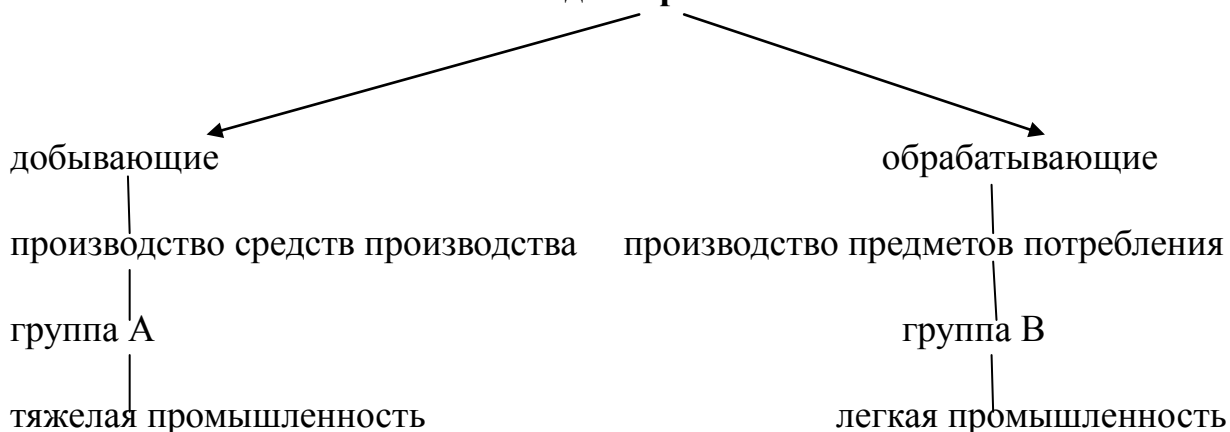 добывающие обрабатывающие
производство средств производства производство предметов потребления
группа А группа В
тяжелая промышленность легкая промышленность